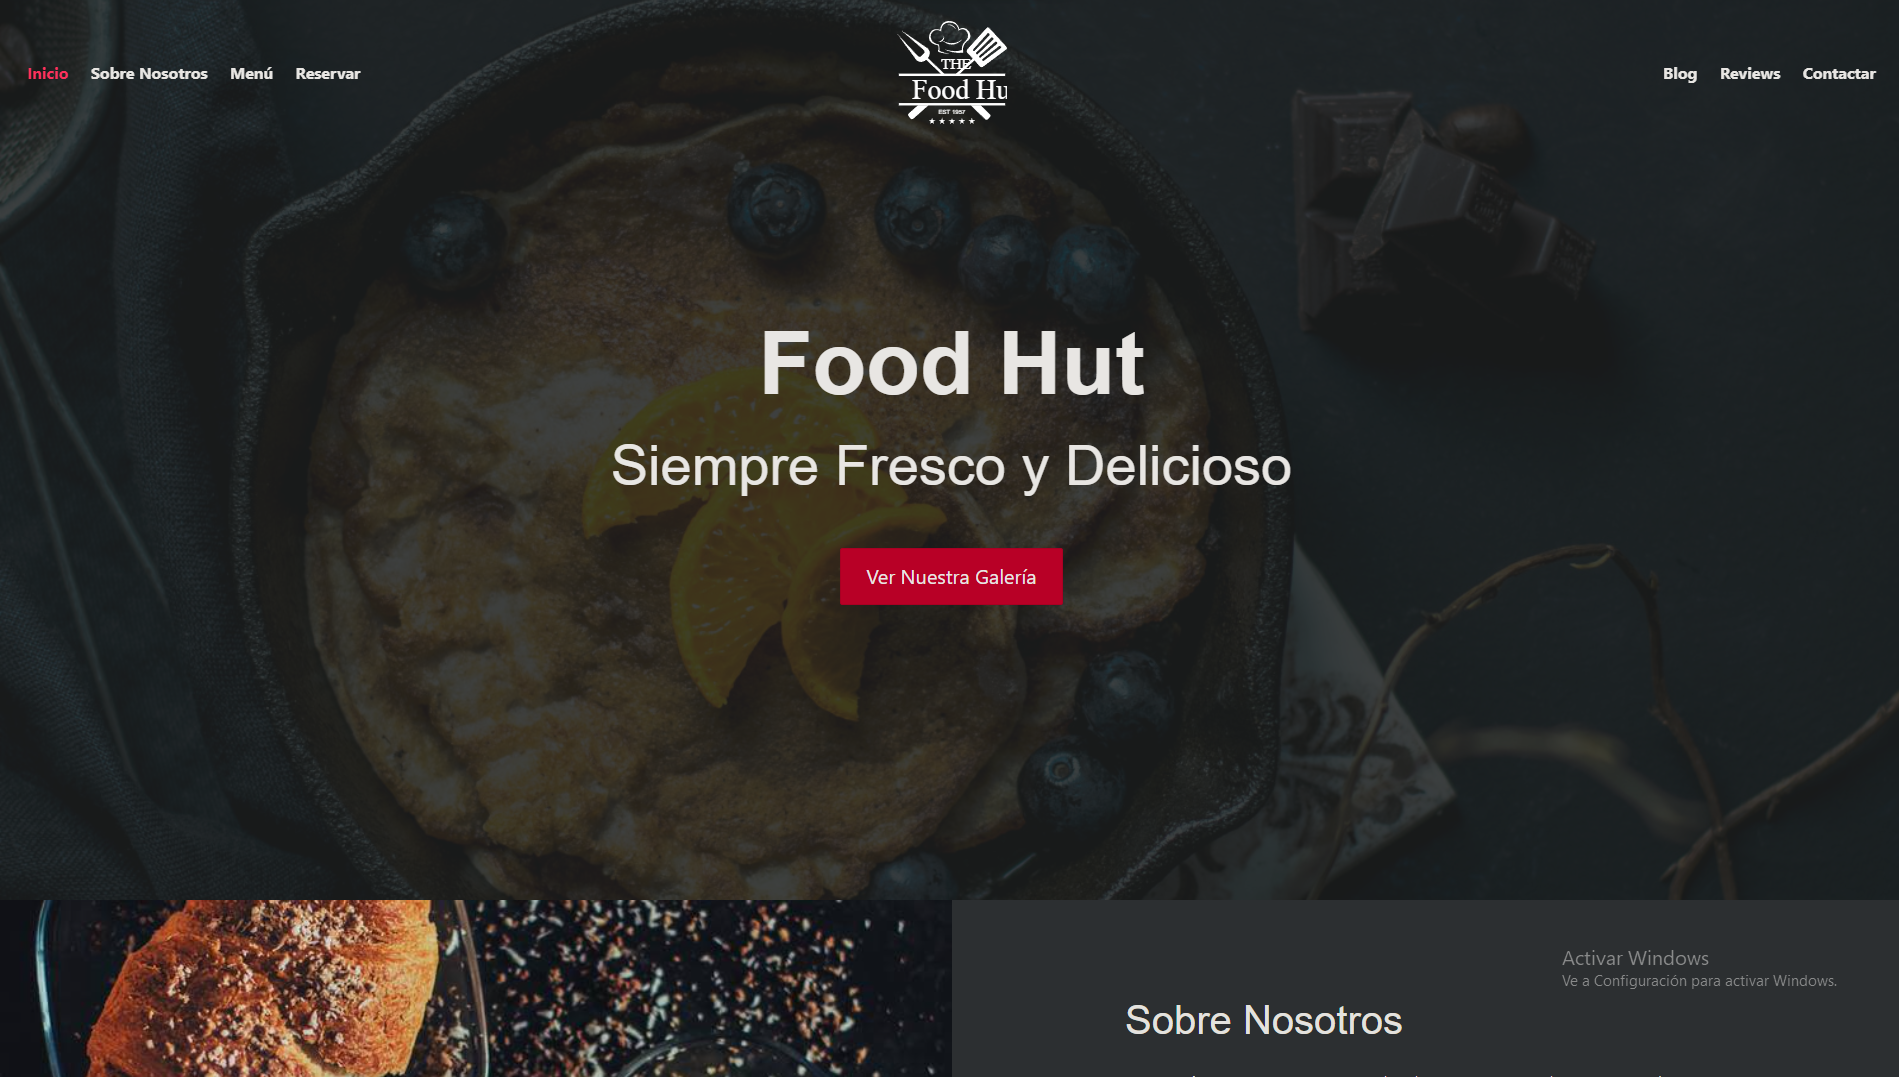 Inicio Sobre Nosotros Menú Reservar
THE
Food Hu
EST 1957
Blog Reviews Contactar
Food Hut
Siempre Fresco y Delicioso
Ver Nuestra Galería
Activar Windows
Ve a Configuración para activar Windows.
Sobre Nosotros